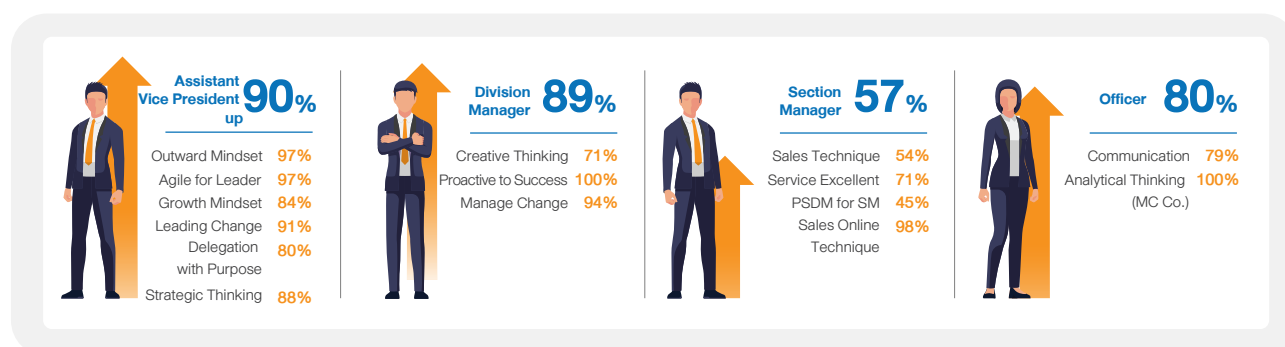 Assistant
Vice President
up
90%
Outward Mindset 97%
Agile for Leader 97%
Growth Mindset 84%
Leading Change 91%
Delegation
with Purpose
80%
Strategic Thinking 88%
Division
Manager
89%
Creative Thinking 71%
Proactive to Success 100%
Manage Change 94%
Section
Manager
57%
Sales Technique 54%
Service Excellent 71%
PSDM for SM 45%
Sales Online
Technique
98%
Officer 80%
Communication 79%
Analytical Thinking 100%
(MC Co.)